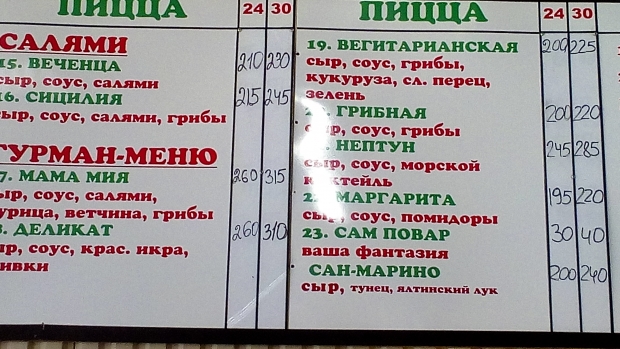 ПИЦЦА 24 30
САЛЯМИ
15. ВЕЧЕНЦА 210 230
сыр, соус, салями
16. СИЦИЛИЯ 215 245
сыр, соус, салями, грибы
ГУРМАН-МЕНЮ
7. МАМА МИЯ 260 315
сыр, соус, салями,
курица, ветчина, грибы
8. ДЕЛИКАТ 260 310
сыр, соус, крас. икра,
ПИЦЦА 24 30
19. ВЕГИТАРИАНСКАЯ 200 225
сыр, соус, грибы,
кукуруза, сл. перец,
зелень
ГРИБНАЯ 200 220
сыр, соус, грибы
НЕПТУН 245 285
сыр, соус, морской
коктейль
22. МАРГАРИТА 195 220
сыр, соус, помидоры
23. САМ ПОВАР 30 40
ваша фантазия
САН-МАРИНО 200 240
сыр, тунец, ялтинский лук